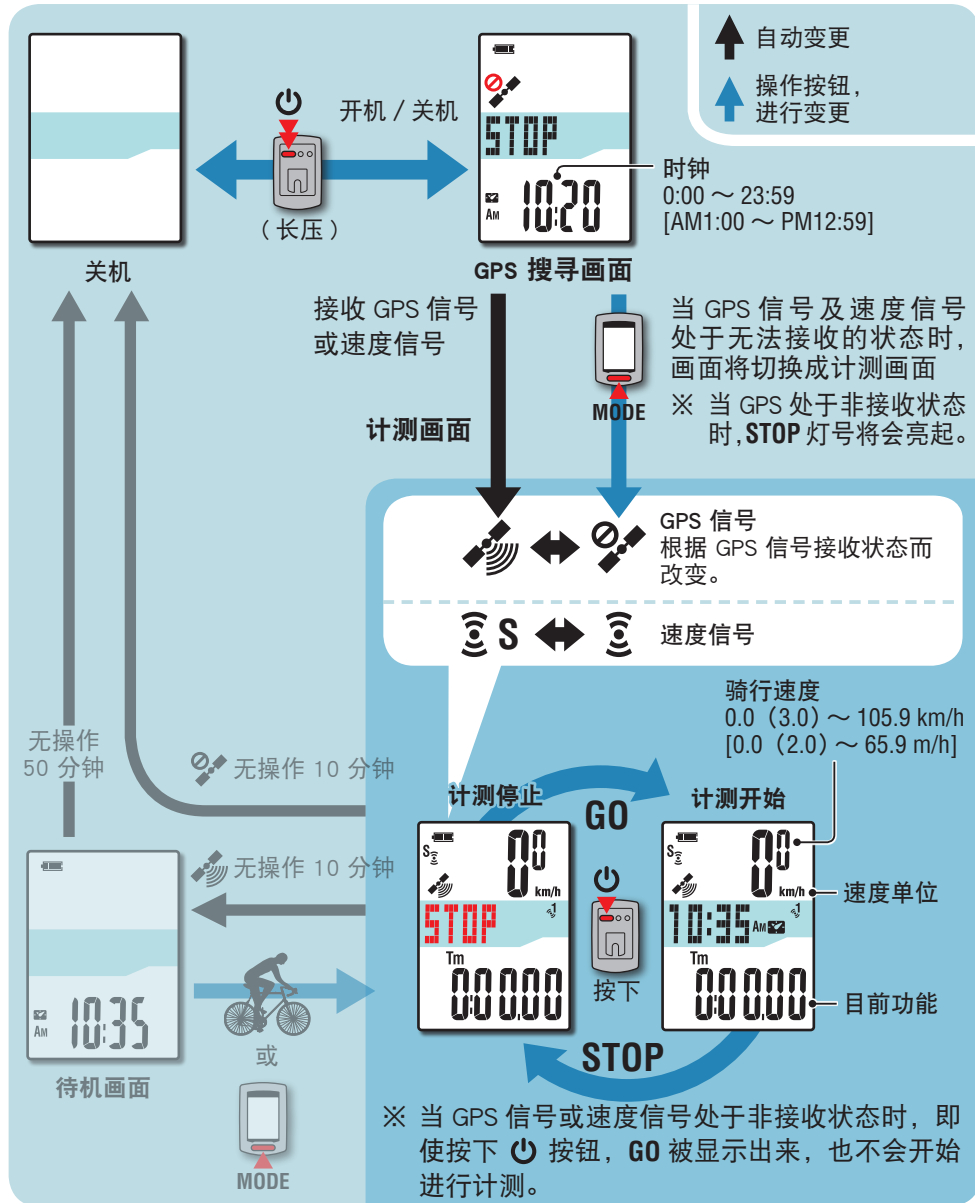 自动变更
操作按钮，
进行变更
开机 / 关机
（长压）
关机
STOP
AM 10:20
时钟
0:00 ～ 23:59
[AM1:00 ～ PM12:59]
GPS 搜寻画面
接收 GPS 信号
或速度信号
MODE
当 GPS 信号及速度信号
处于无法接收的状态时，
画面将切换成计测画面
※ 当 GPS 处于非接收状态
时，STOP 灯号将会亮起。
计测画面
GPS 信号
根据 GPS 信号接收状态而
改变。
S
速度信号
骑行速度
0.0（3.0）～ 105.9 km/h
[0.0（2.0）～ 65.9 m/h]
无操作
50 分钟
无操作 10 分钟
无操作 10 分钟
计测停止
GO
计测开始
S
00 km/h
STOP
1
Tm
0:00.00
按下
S
00 km/h
10:35 AM
1
Tm
0:00.00
速度单位
目前功能
STOP
AM 10:35
待机画面
或
MODE
※ 当 GPS 信号或速度信号处于非接收状态时，即
使按下 按钮，GO 被显示出来，也不会开始
进行计测。